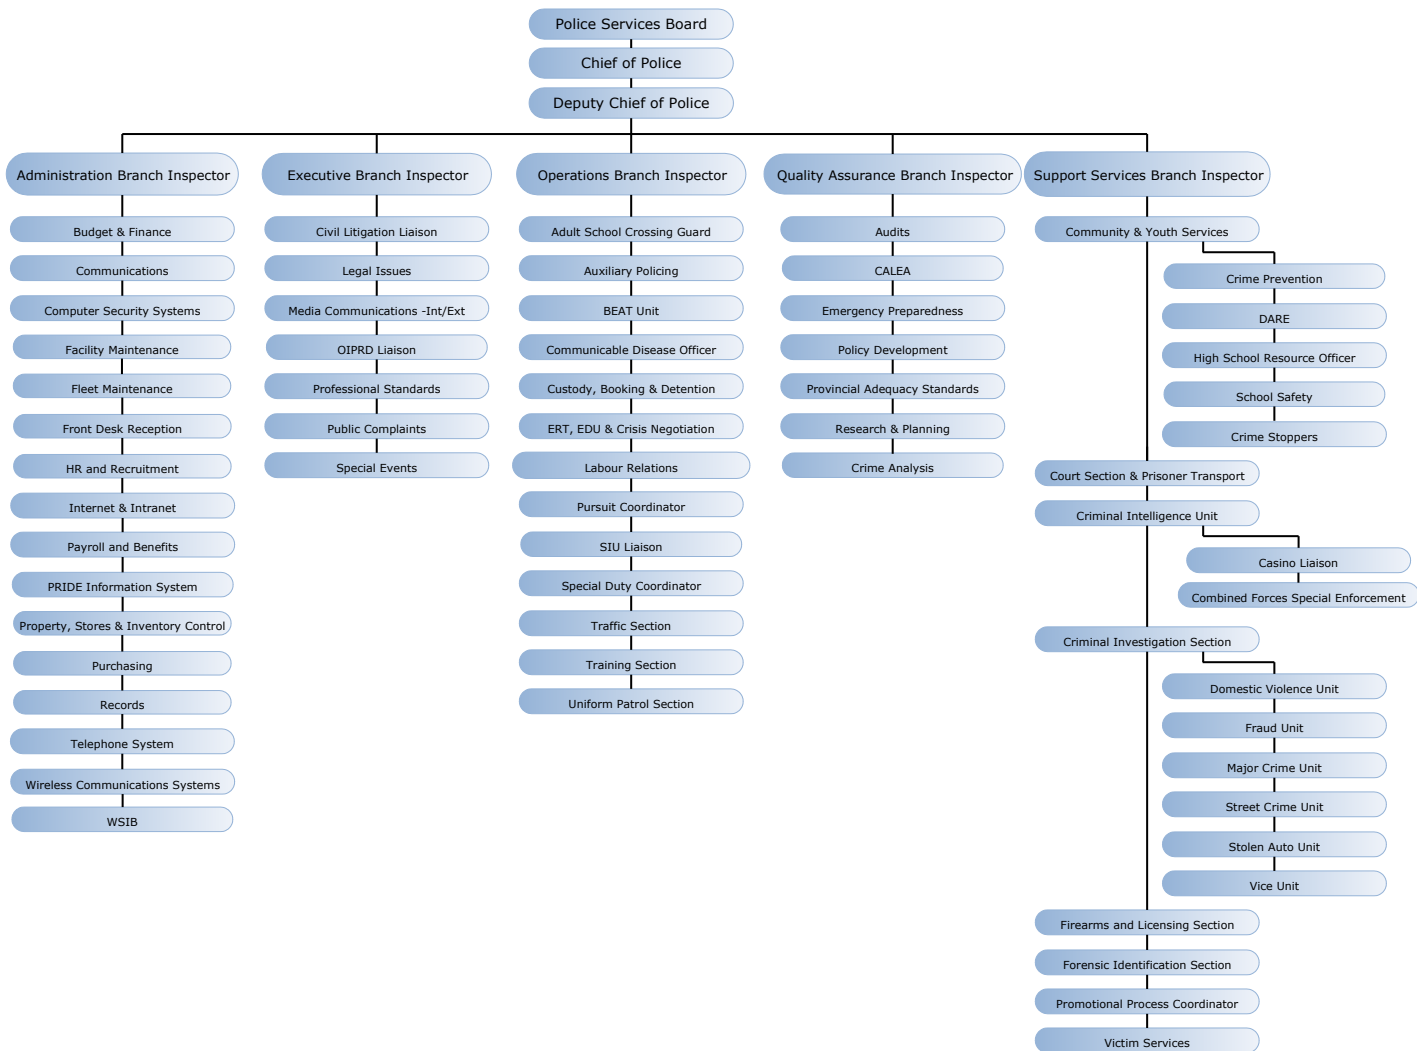 Police Services Board
Chief of Police
Deputy Chief of Police
Administration Branch Inspector
Budget & Finance
Communications
Computer Security Systems
Facility Maintenance
Fleet Maintenance
Front Desk Reception
HR and Recruitment
Internet & Intranet
Payroll and Benefits
PRIDE Information System
Property, Stores & Inventory Control
Purchasing
Records
Telephone System
Wireless Communications Systems
WSIB
Executive Branch Inspector
Civil Litigation Liaison
Legal Issues
Media Communications -Int/Ext
OIPRD Liaison
Professional Standards
Public Complaints
Special Events
Operations Branch Inspector
Adult School Crossing Guard
Auxiliary Policing
BEAT Unit
Communicable Disease Officer
Custody, Booking & Detention
ERT, EDU & Crisis Negotiation
Labour Relations
Pursuit Coordinator
SIU Liaison
Special Duty Coordinator
Traffic Section
Training Section
Uniform Patrol Section
Quality Assurance Branch Inspector
Audits
CALEA
Emergency Preparedness
Policy Development
Provincial Adequacy Standards
Research & Planning
Crime Analysis
Support Services Branch Inspector
Community & Youth Services
Crime Prevention
DARE
High School Resource Officer
School Safety
Crime Stoppers
Court Section & Prisoner Transport
Criminal Intelligence Unit
Casino Liaison
Combined Forces Special Enforcement
Criminal Investigation Section
Domestic Violence Unit
Fraud Unit
Major Crime Unit
Street Crime Unit
Stolen Auto Unit
Vice Unit
Firearms and Licensing Section
Forensic Identification Section
Promotional Process Coordinator
Victim Services